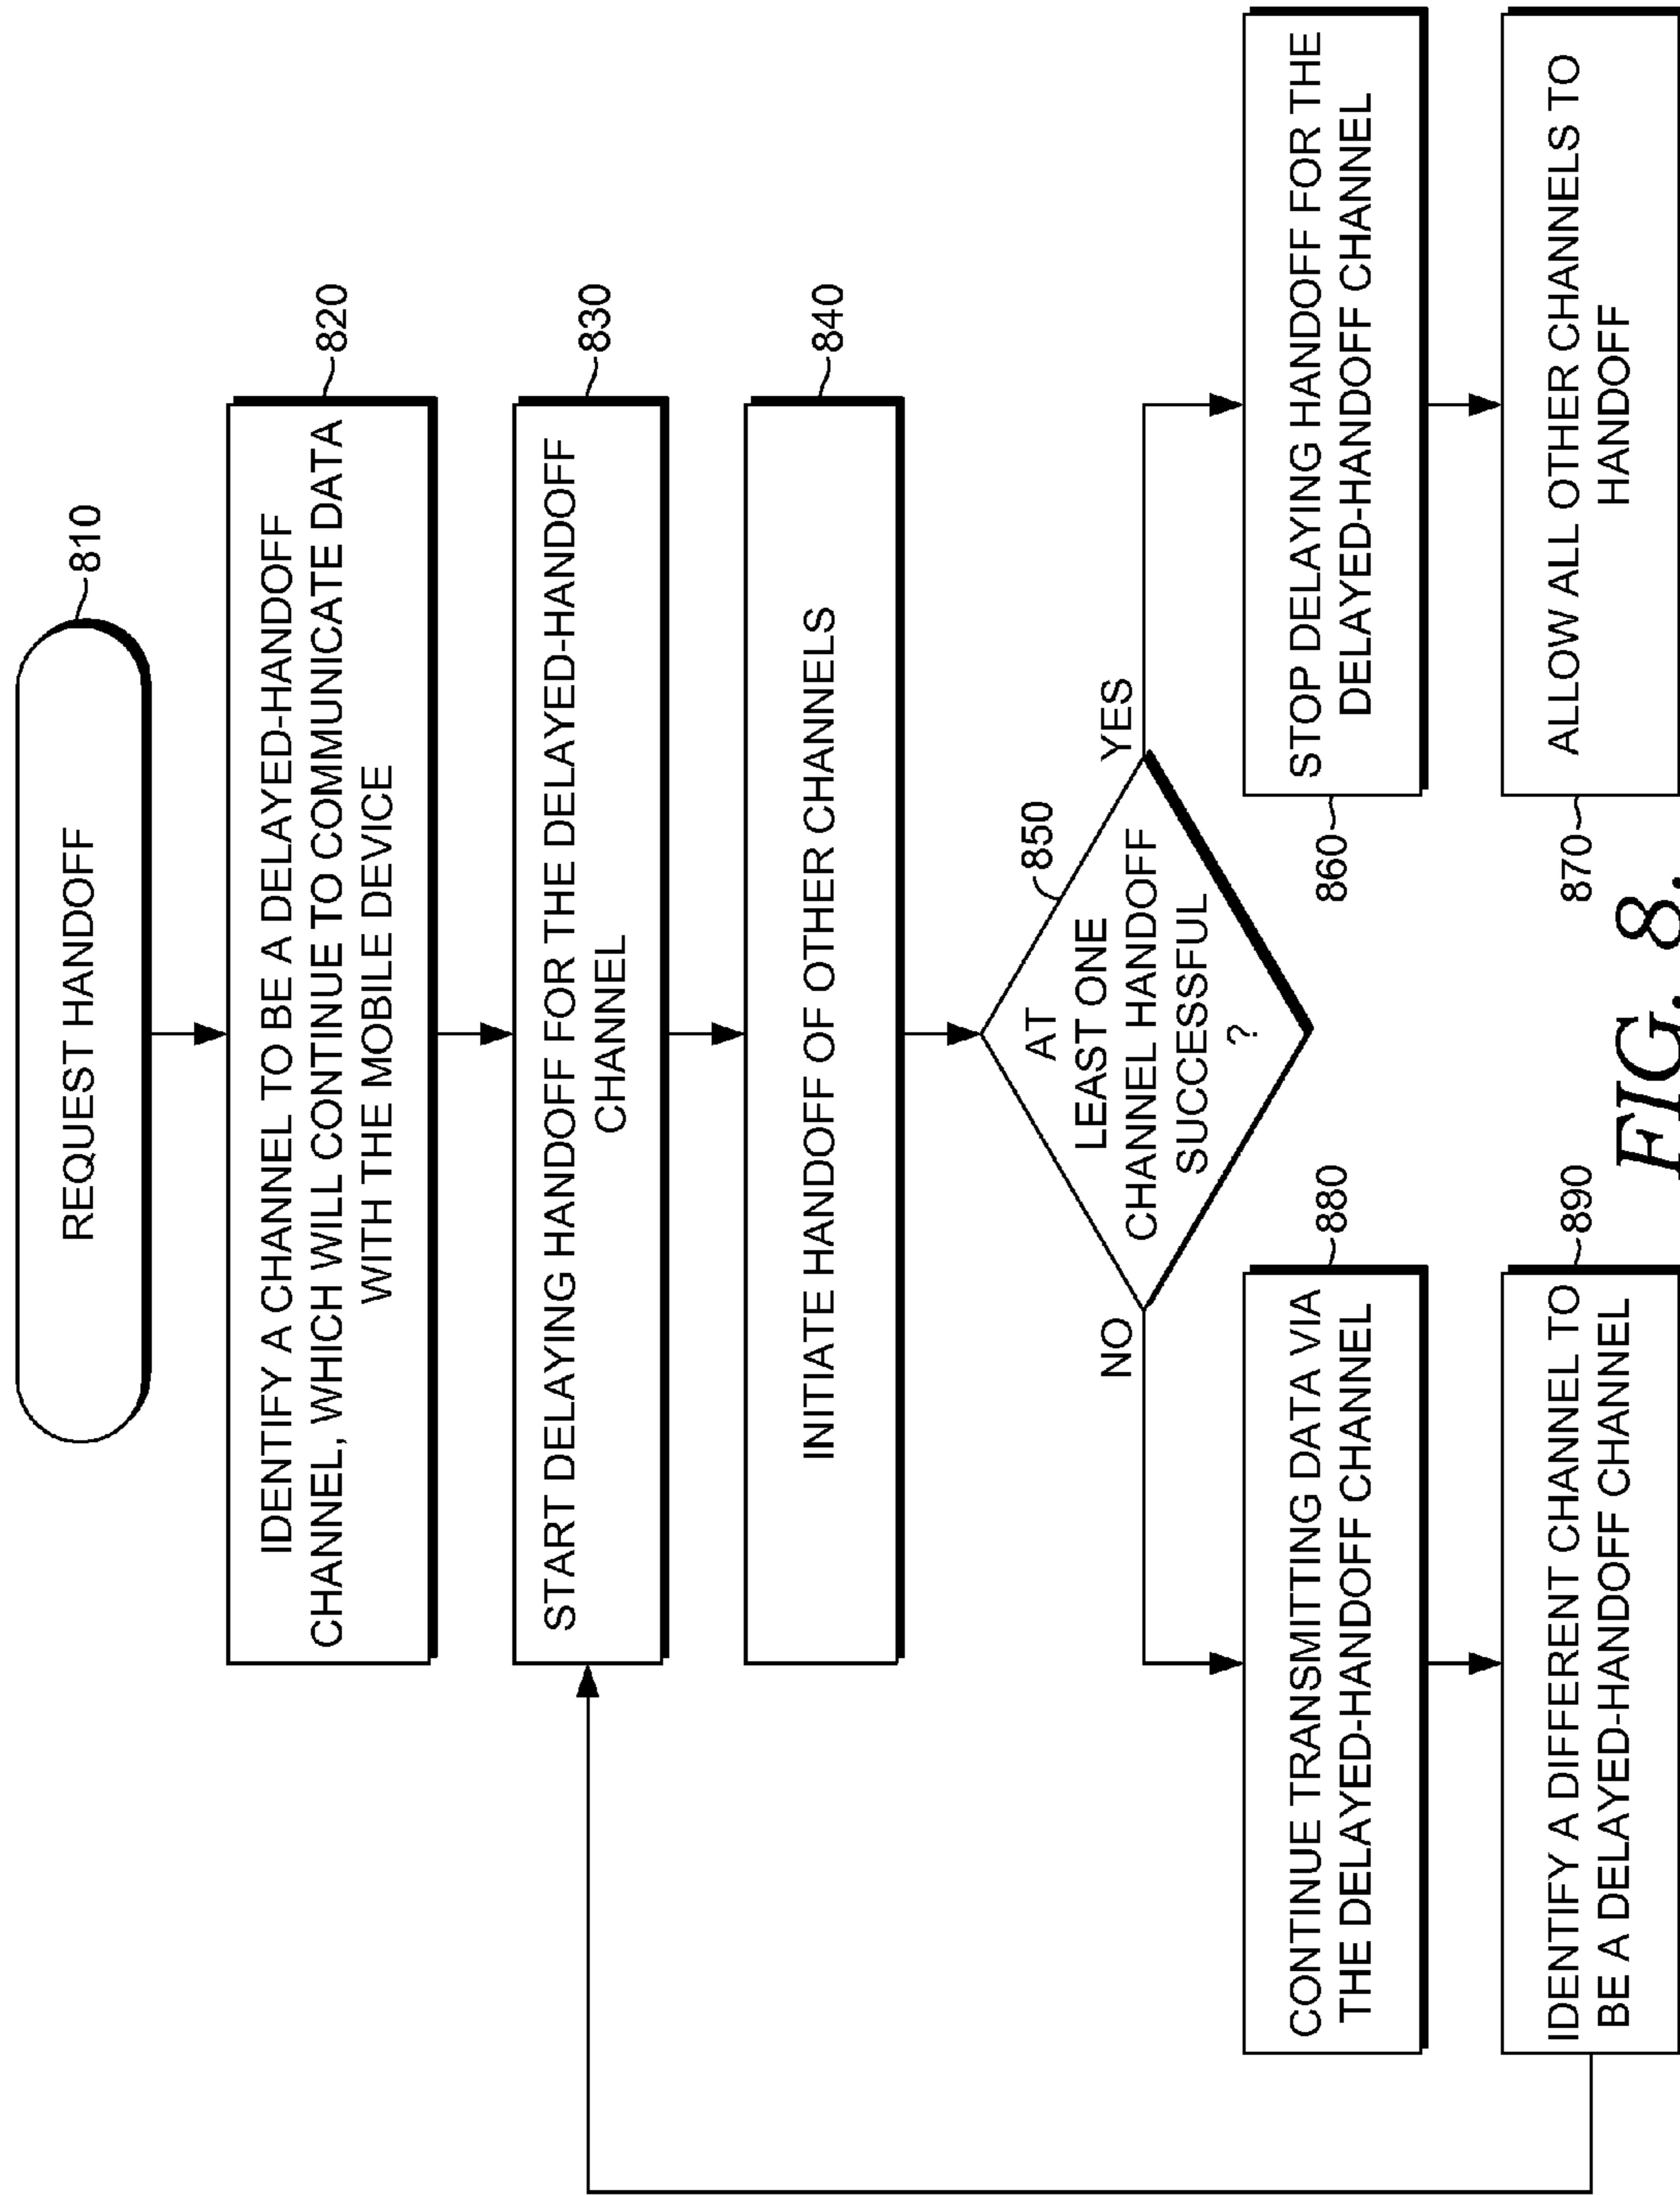 REQUEST HANDOFF
810
IDENTIFY A CHANNEL TO BE A DELAYED-HANDOFF
CHANNEL, WHICH WILL CONTINUE TO COMMUNICATE DATA
WITH THE MOBILE DEVICE
820
START DELAYING HANDOFF FOR THE DELAYED-HANDOFF
CHANNEL
830
INITIATE HANDOFF OF OTHER CHANNELS
840
AT
LEAST ONE
CHANNEL HANDOFF
SUCCESSFUL
?
850
NO
YES
CONTINUE TRANSMITTING DATA VIA
THE DELAYED-HANDOFF CHANNEL
880
IDENTIFY A DIFFERENT CHANNEL TO
BE A DELAYED-HANDOFF CHANNEL
890
860
STOP DELAYING HANDOFF FOR THE
DELAYED-HANDOFF CHANNEL
870
ALLOW ALL OTHER CHANNELS TO
HANDOFF
FIG. 8.